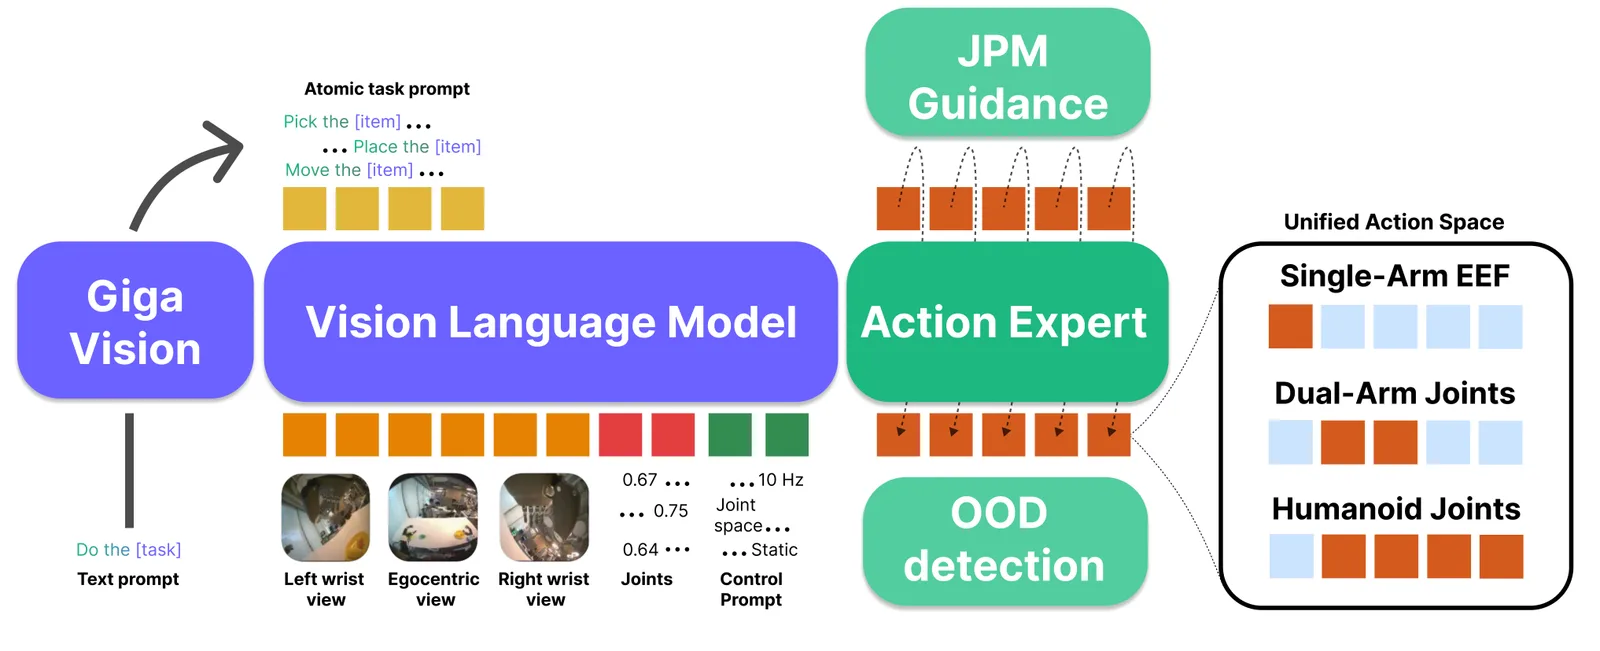 JPM
Guidance
Atomic task prompt
Pick the [item] ...
... Place the [item]
Move the [item] ...
Unified Action Space
Giga
Vision
Vision Language Model
Action Expert
Single-Arm EEF
Dual-Arm Joints
Humanoid Joints
Do the [task]
Text prompt
Left wrist
view
Egocentric
view
Right wrist
view
0.67 ...
... 0.75
0.64 ...
Joints
...10 Hz
Joint
space...
...Static
Control
Prompt
OOD
detection